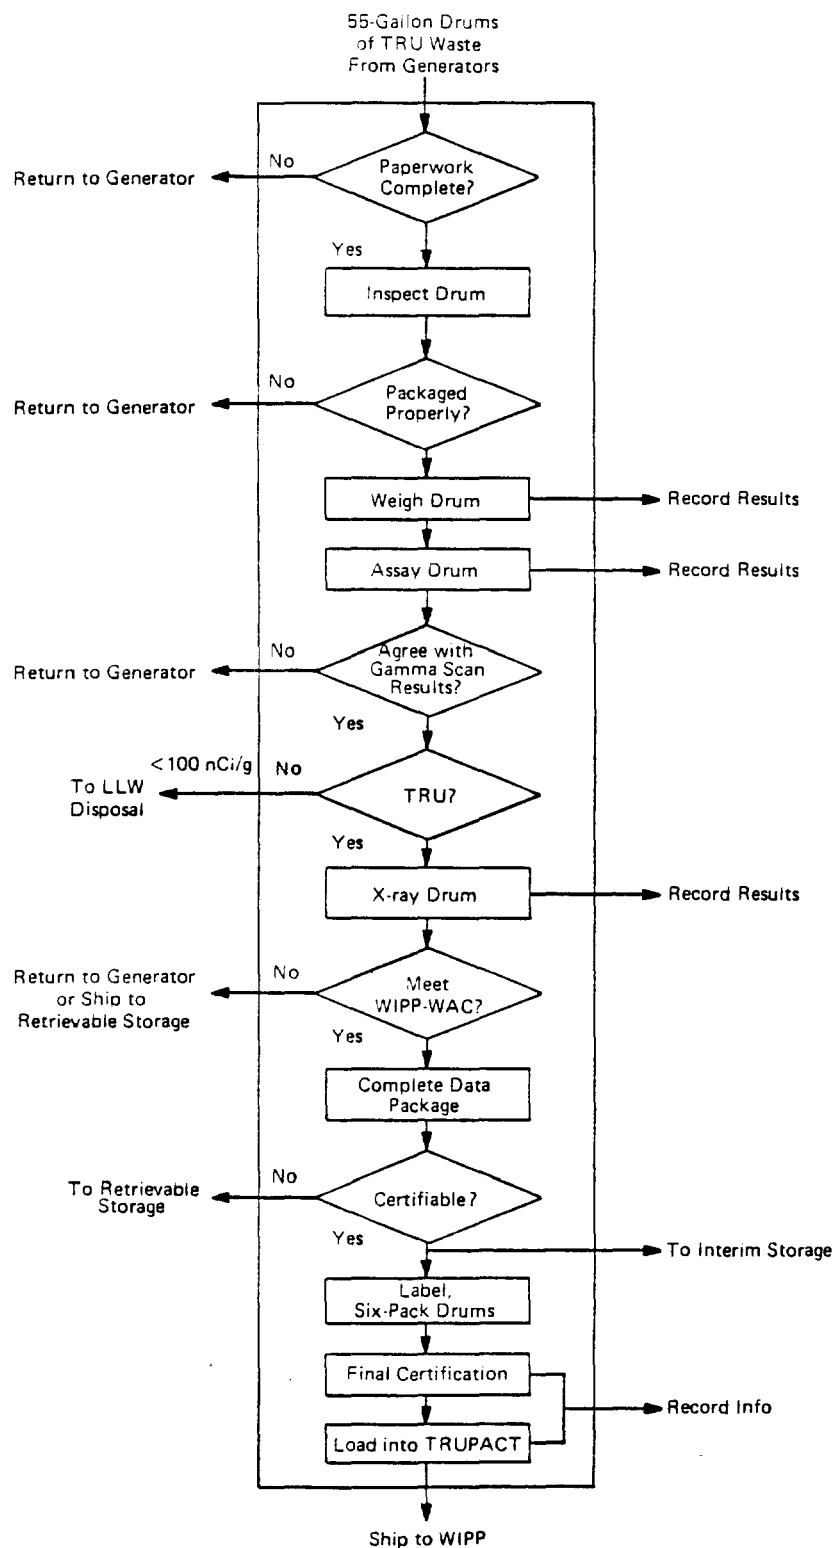 55-Gallon Drums
of TRU Waste
From Generators
No
Paperwork
Complete?
Return to Generator
Yes
Inspect Drum
No
Packaged
Properly?
Return to Generator
Weigh Drum
Record Results
Assay Drum
Record Results
No
Agree with
Gamma Scan
Results?
Return to Generator
Yes
<100 nCi/g
No
To LLW
Disposal
TRU?
Yes
X-ray Drum
Record Results
No
Return to Generator
or Ship to
Retrievable Storage
Meet
WIPP-WAC?
Yes
Complete Data
Package
No
To Retrievable
Storage
Certifiable?
Yes
To Interim Storage
Label,
Six-Pack Drums
Final Certification
Record Info
Load into TRUPACT
Ship to WIPP